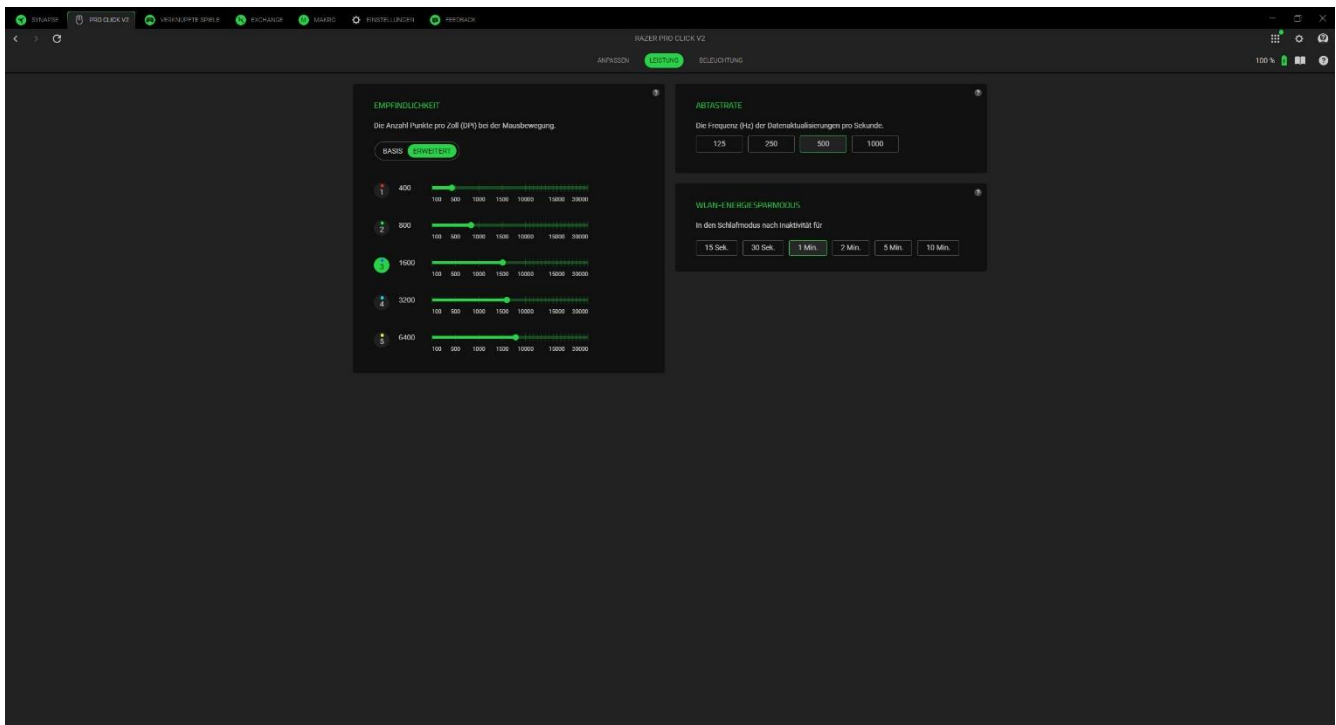 SYNAPSE PRO CLICK V2 VERKNÜPFTE SPIELE EXCHANGE MAKRO EINSTELLUNGEN FEEDBACK
RAZER PRO CLICK V2
ANPASSEN LEISTUNG BELEUCHTUNG 100 %
EMPFINDLICHKEIT
Die Anzahl Punkte pro Zoll (DPI) bei der Mausbewegung.
BASIS ERWEITERT
1 400
100 500 1000 1500 10000 15000 30000
2 800
100 500 1000 1500 10000 15000 30000
3 1600
100 500 1000 1500 10000 15000 30000
4 3200
100 500 1000 1500 10000 15000 30000
5 6400
100 500 1000 1500 10000 15000 30000
ABTASTRATE
Die Frequenz (Hz) der Datenaktualisierungen pro Sekunde.
125 250 500 1000
WLAN-ENERGIESPARMODUS
In den Schlafmodus nach Inaktivität für
15 Sek. 30 Sek. 1 Min. 2 Min. 5 Min. 10 Min.